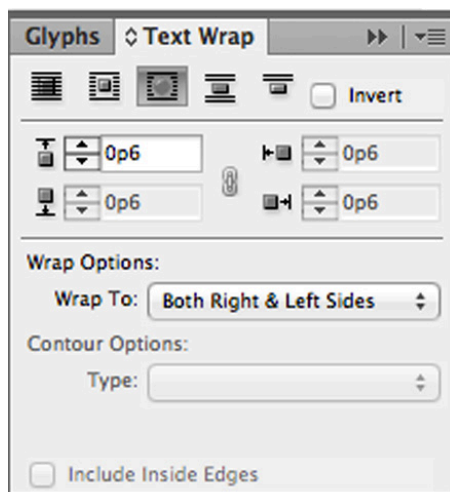 Glyphs Text Wrap
Invert
0p6 0p6
0p6 0p6
Wrap Options:
Wrap To: Both Right & Left Sides
Contour Options:
Type:
Include Inside Edges